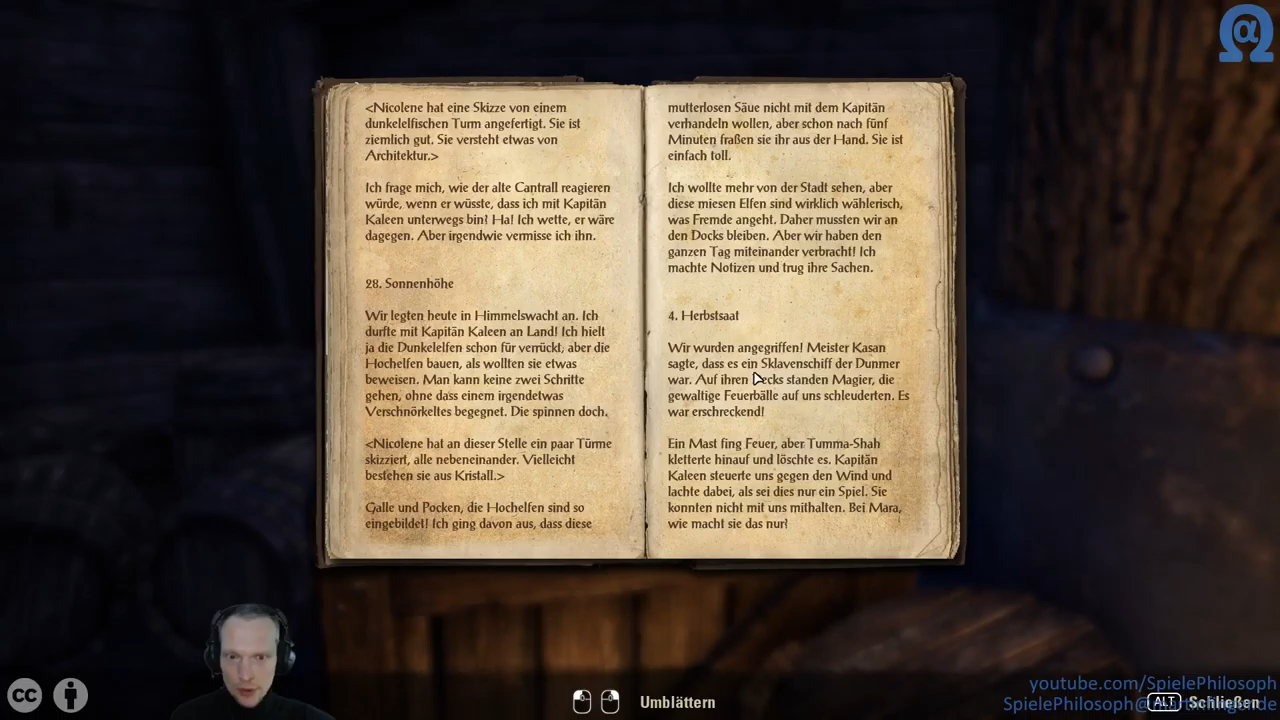 <Nicolene hat eine Skizze von einem
dunkelelfischen Turm angefertigt. Sie ist
ziemlich gut. Sie versteht etwas von
Architektur.>
Ich frage mich, wie der alte Cantrall reagieren
würde, wenn er wüsste, dass ich mit Kapitän
Kaleen unterwegs bin! Ha! Ich wette, er wäre
dagegen. Aber irgendwie vermisse ich ihn.
28. Sonnenhöhe
Wir legten heute in Himmelswacht an. Ich
durfte mit Kapitän Kaleen an Land! Ich hielt
ja die Dunkelelfen schon für verrückt, aber die
Hochelfen bauen, als wollten sie etwas
beweisen. Man kann keine zwei Schritte
gehen, ohne dass einem irgendetwas
Verschnörkeltes begegnet. Die spinnen doch.
<Nicolene hat an dieser Stelle ein paar Türme
skizziert, alle nebeneinander. Vielleicht
bestehen sie aus Kristall.>
Galle und Pocken, die Hochelfen sind so
eingebildet! Ich ging davon aus, dass diese
mutterlosen Säue nicht mit dem Kapitän
verhandeln wollen, aber schon nach fünf
Minuten fraßen sie ihr aus der Hand. Sie ist
einfach toll.
Ich wollte mehr von der Stadt sehen, aber
diese miesen Elfen sind wirklich wählerisch,
was Fremde angeht. Daher mussten wir an
den Docks bleiben. Aber wir haben den
ganzen Tag miteinander verbracht! Ich
machte Notizen und trug ihre Sachen.
4. Herbstsaat
Wir wurden angegriffen! Meister Kasan
sagte, dass es ein Sklavenschiff der Dunmer
war. Auf ihren Decks standen Magier, die
gewaltige Feuerbälle auf uns schleuderten. Es
war erschreckend!
Ein Mast fing Feuer, aber Tumma-Shah
kletterte hinauf und löschte es. Kapitän
Kaleen steuerte uns gegen den Wind und
lachte dabei, als sei dies nur ein Spiel. Sie
konnten nicht mit uns mithalten. Bei Mara,
wie macht sie das nur?
Umblättern
youtube.com/SpielePhilosoph
SpielePhilosoph@
ALT Schließen